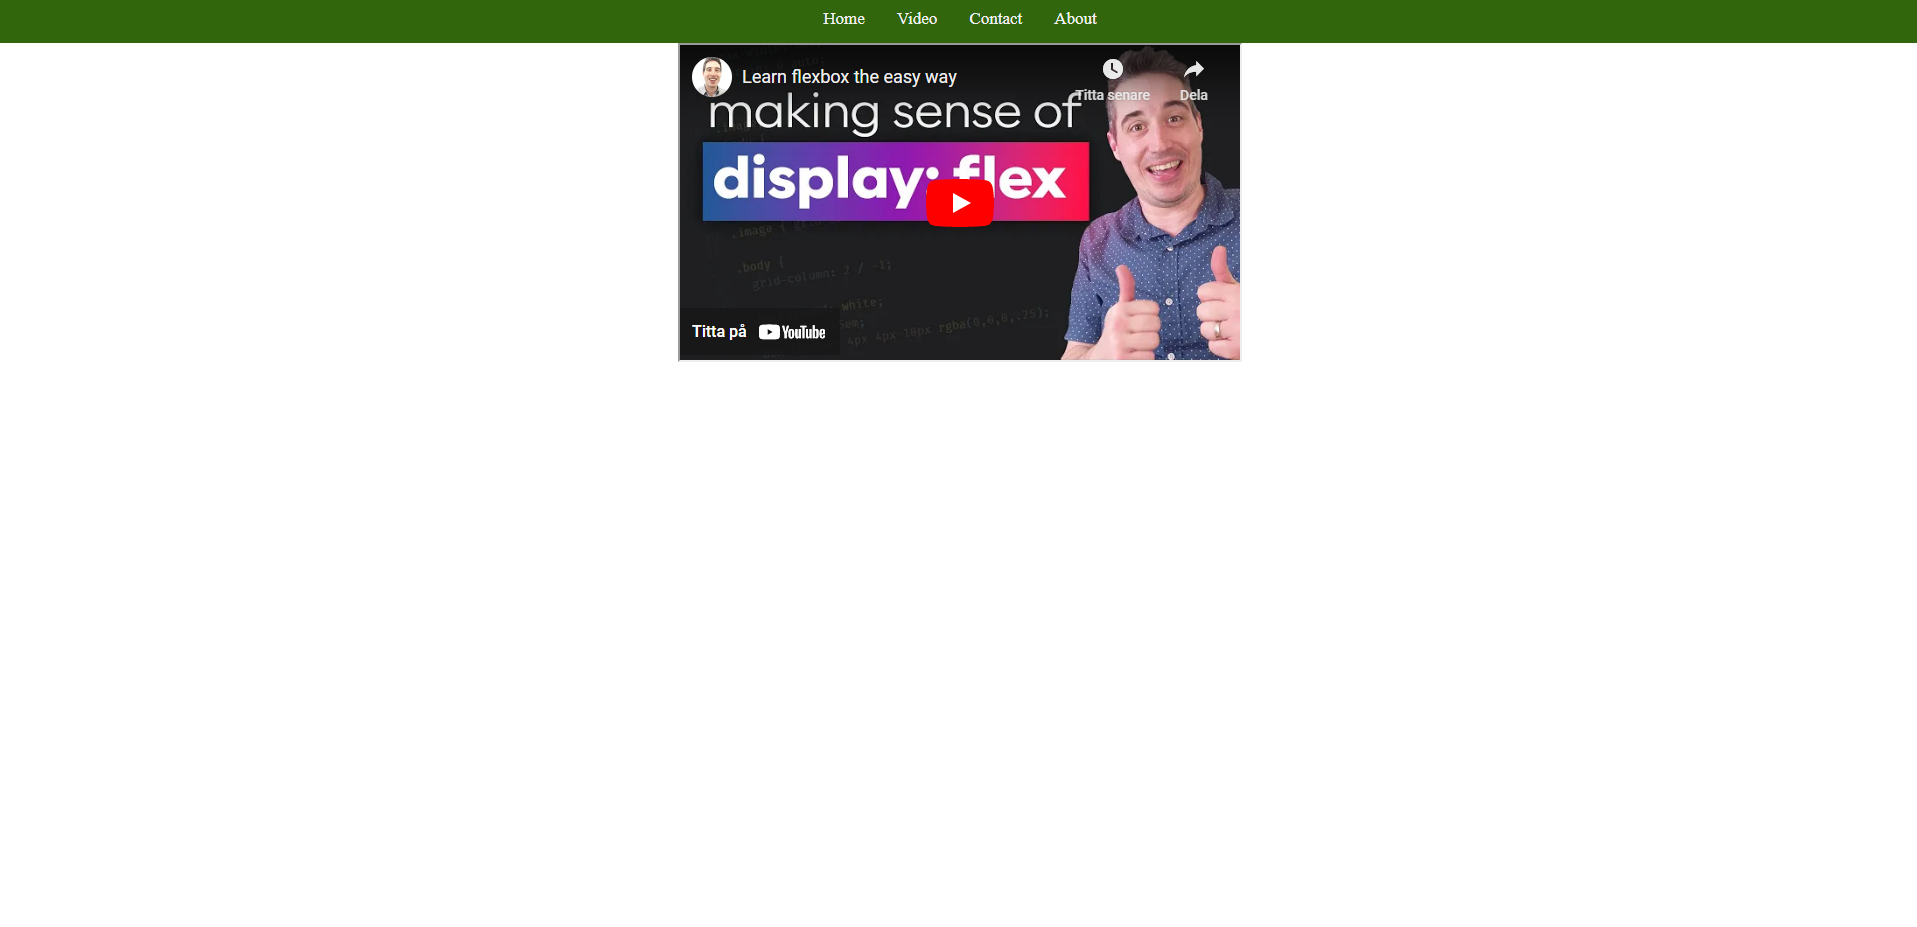 Home Video Contact About
Learn flexbox the easy way
Titta senare Dela
making sense of
display: flex
.image { gri
.body {
grid-column: 2 / -1;
white;
5em;
4px 4px 10px rgba(0,0,0,.25);
Titta på YouTube